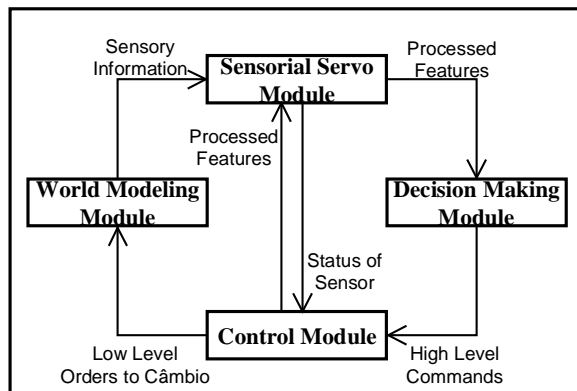 Sensory
Information
Sensorial Servo
Module
Processed
Features
Processed
Features
World Modeling
Module
Decision Making
Module
Status of
Sensor
Control Module
Low Level
Orders to Câmbio
High Level
Commands